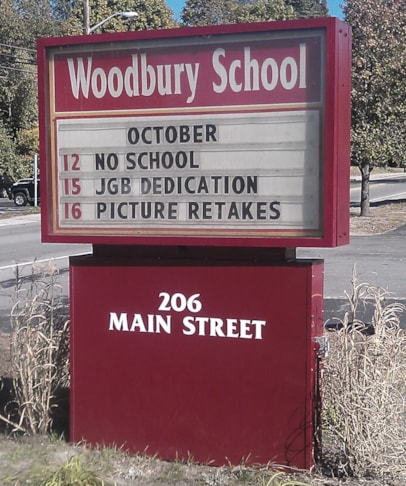 Woodbury School
OCTOBER
12 NO SCHOOL
15 JGB DEDICATION
16 PICTURE RETAKES
206
MAIN STREET